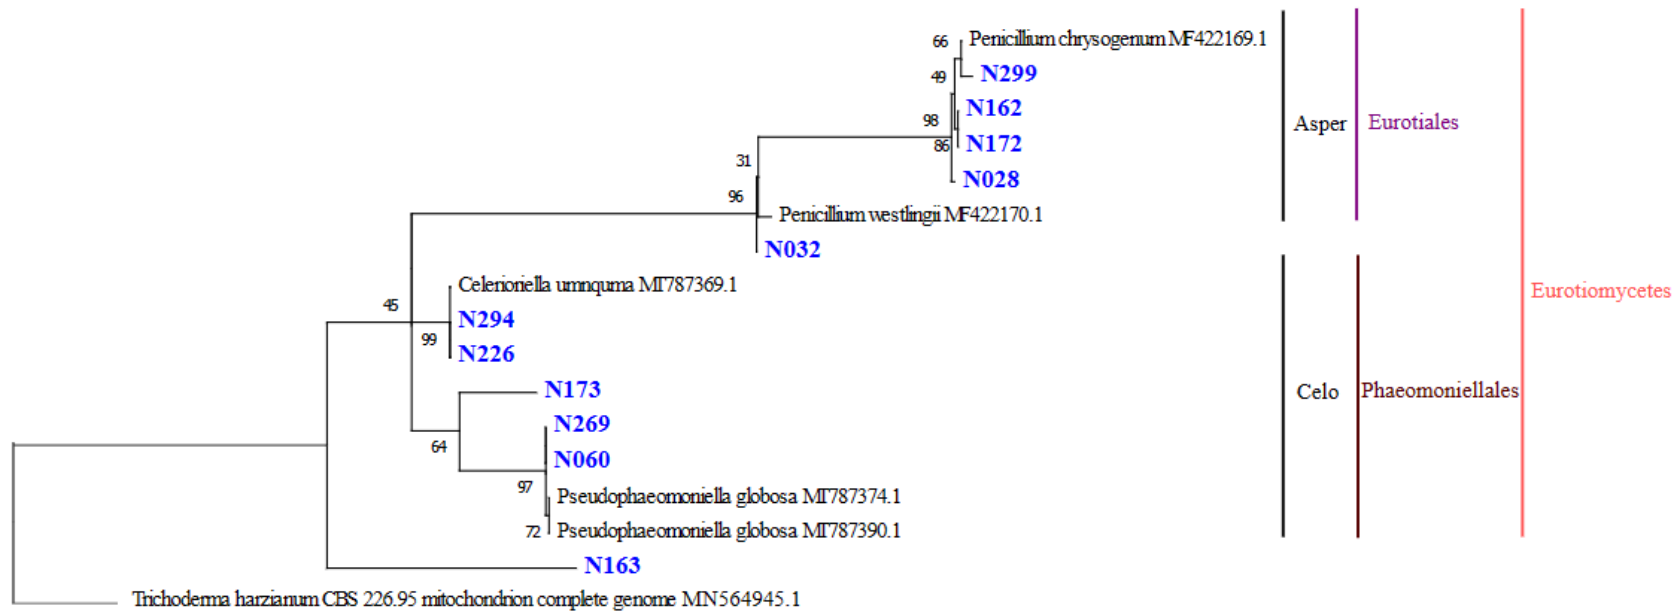 66
Penicillium chrysogenum MF422169.1
49
N299
N162
98
86
N172
Asper
Eurotiales
31
N028
96
Penicillium westlingii MF422170.1
N032
Celerioriella umnquma MT787369.1
Eurotiomycetes
45
N294
99
N226
N173
Celo
Phaeomoniellales
N269
64
N060
97
Pseudophaeomoniella globosa MT787374.1
72
Pseudophaeomoniella globosa MT787390.1
N163
Trichoderma harzianum CBS 226.95 mitochondrion complete genome MN564945.1